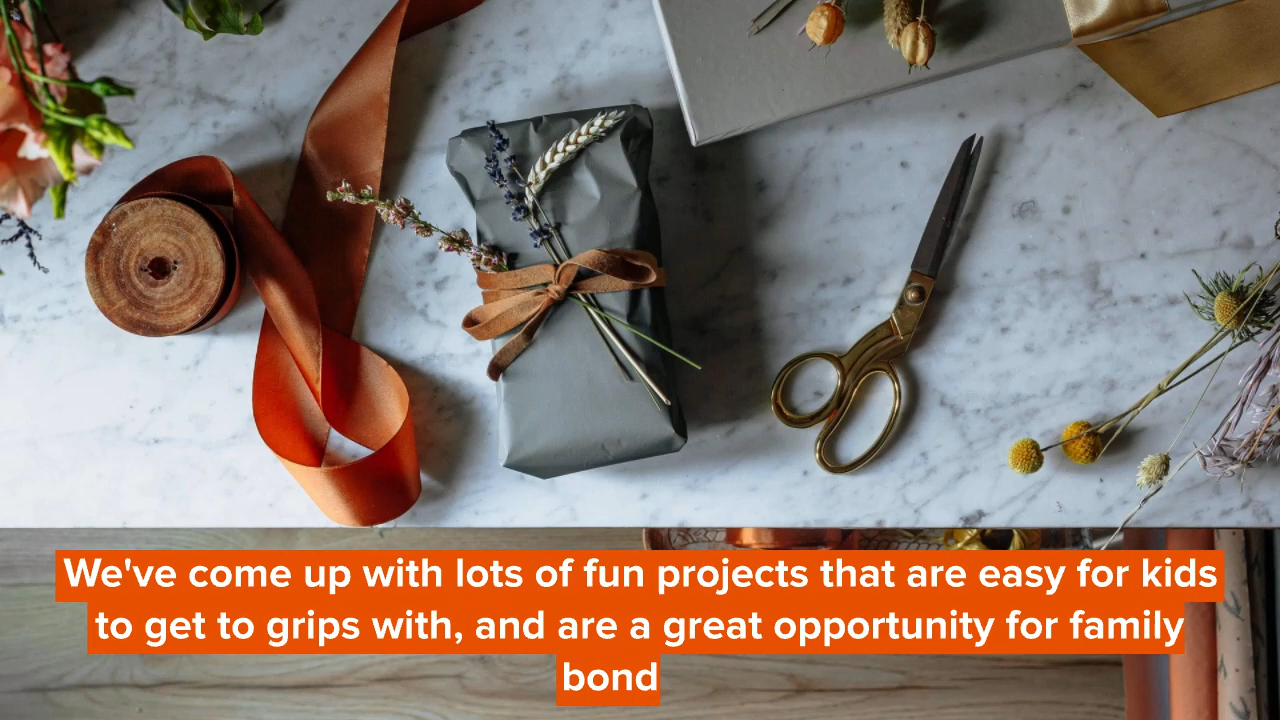 We've come up with lots of fun projects that are easy for kids
to get to grips with, and are a great opportunity for family
bond